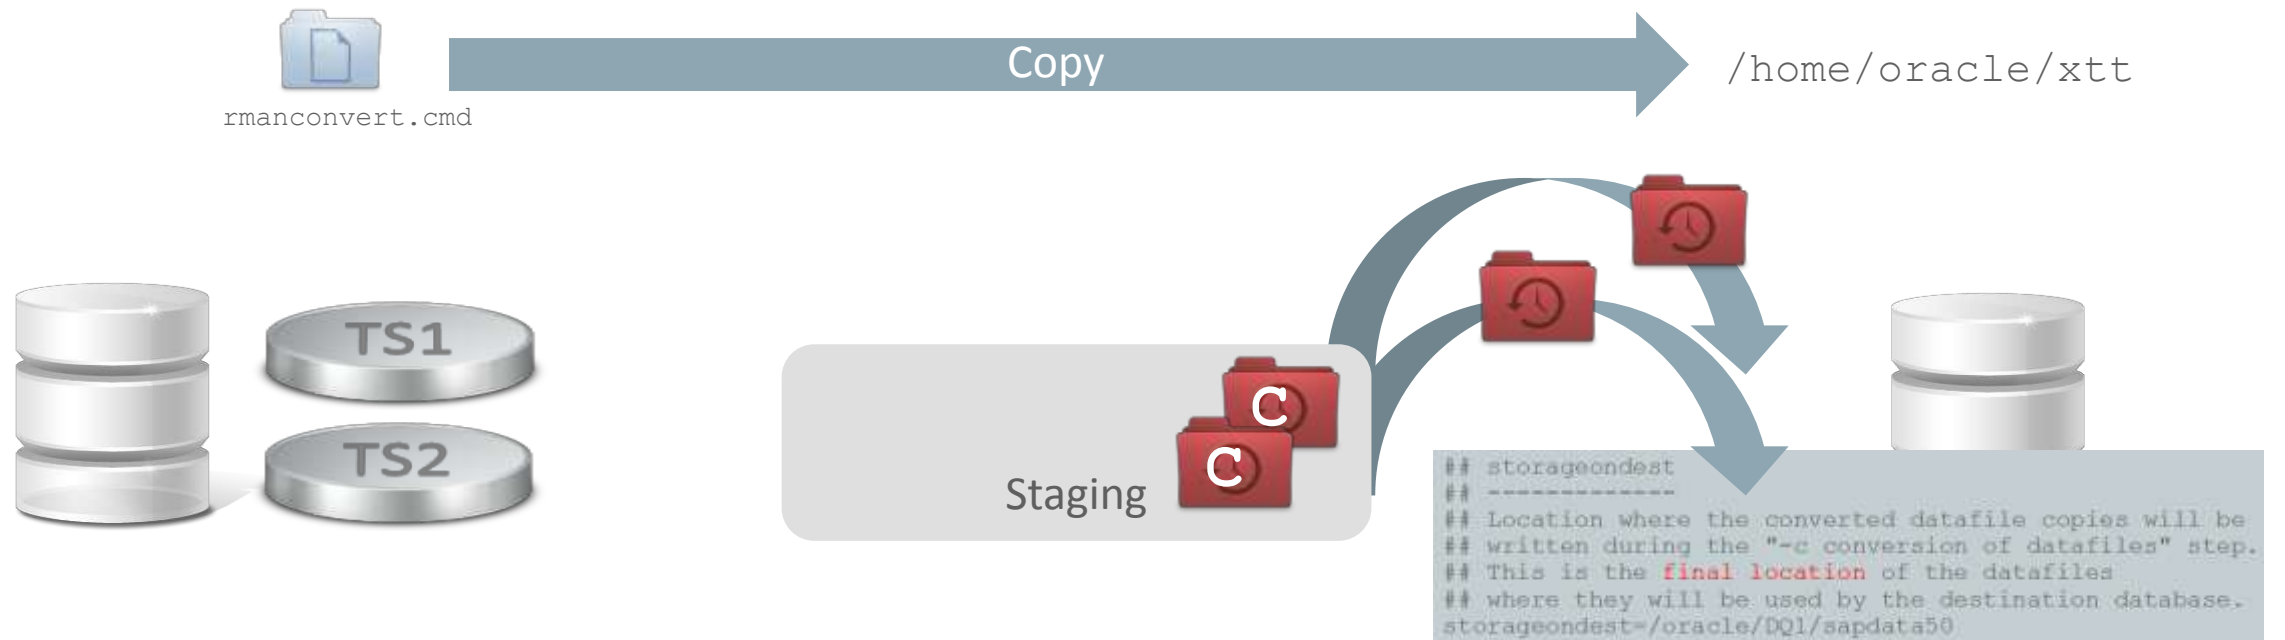 Copy
/home/oracle/xtt
rmanconvert.cmd
TS1
TS2
C
C
Staging
## storageondest
## -------------
## Location where the converted datafile copies will be
## written during the "-c conversion of datafiles" step.
## This is the final location of the datafiles
## where they will be used by the destination database.
storageondest=/oracle/DQ1/sapdata50